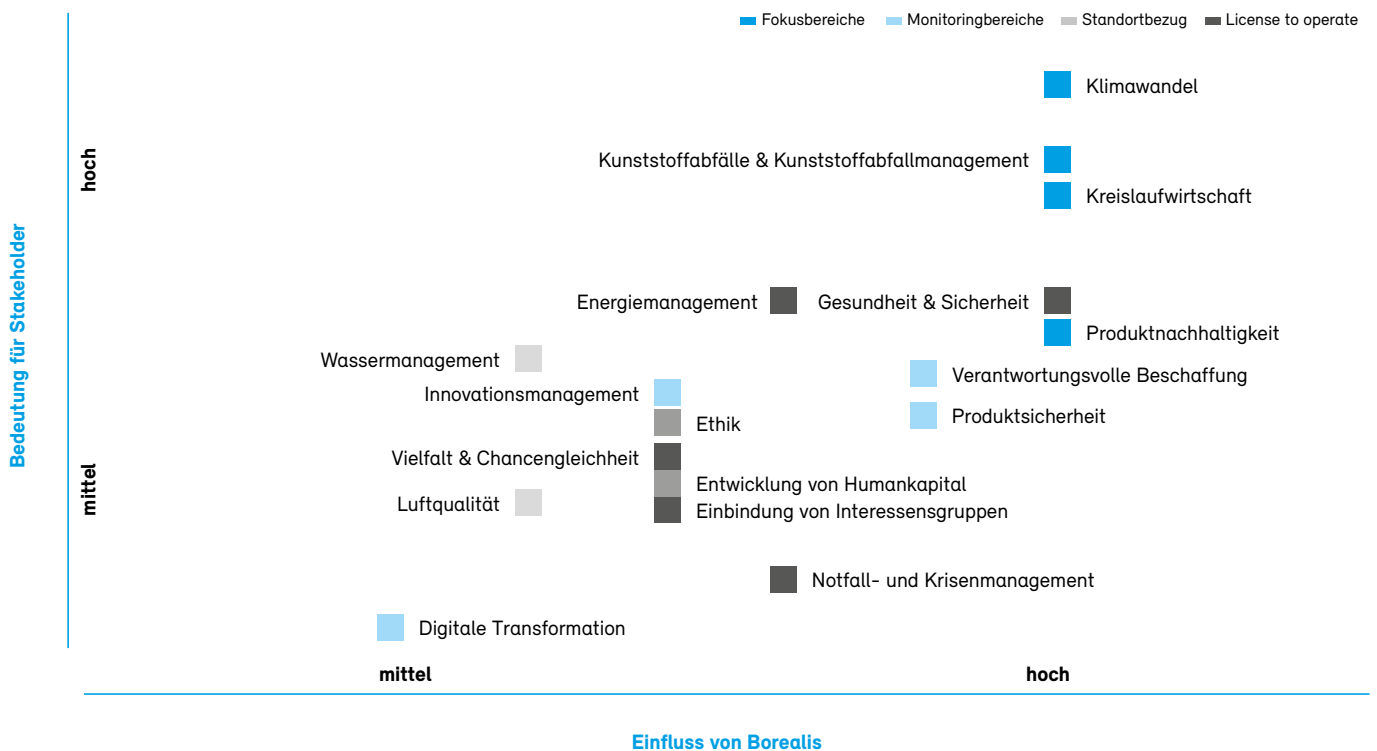 Fokusbereiche
Monitoringbereiche
Standortbezug
License to operate
Klimawandel
hoch
Kunststoffabfälle & Kunststoffabfallmanagement
Kreislaufwirtschaft
Bedeutung für Stakeholder
Energiemanagement
Gesundheit & Sicherheit
Produktnachhaltigkeit
Wassermanagement
Verantwortungsvolle Beschaffung
Innovationsmanagement
Produktsicherheit
Ethik
Vielfalt & Chancengleichheit
mittel
Entwicklung von Humankapital
Luftqualität
Einbindung von Interessensgruppen
Notfall- und Krisenmanagement
Digitale Transformation
mittel
hoch
Einfluss von Borealis